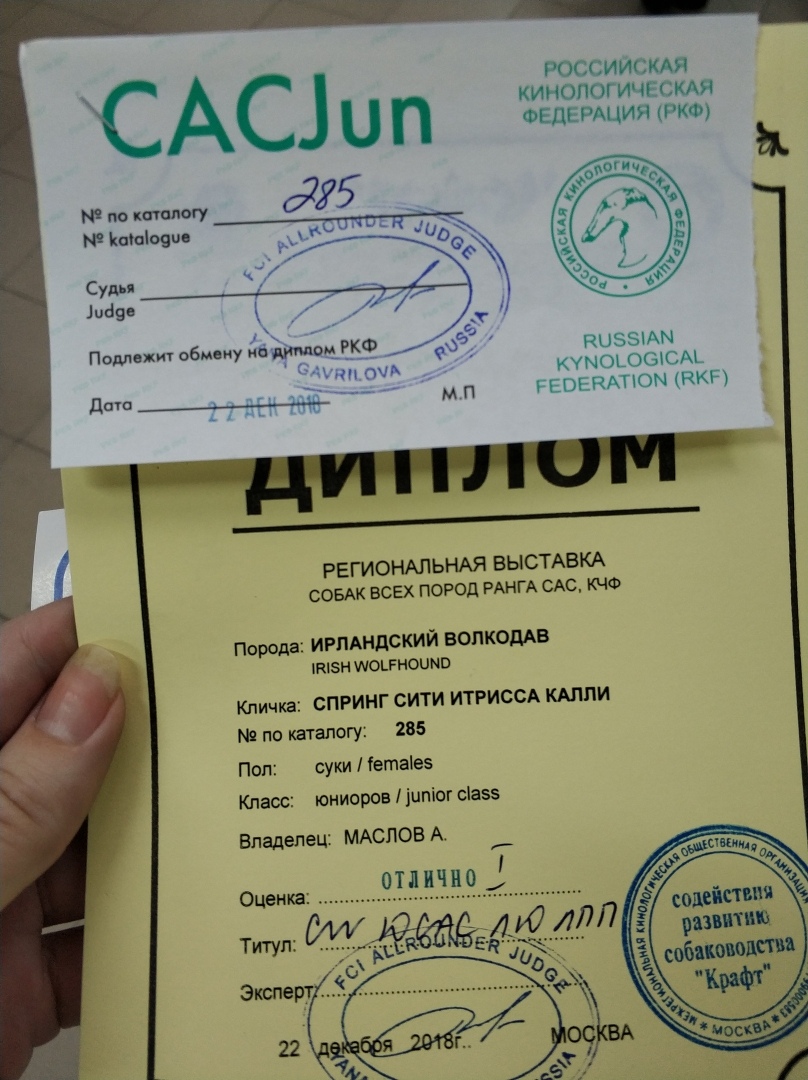 CACJun
РОССИЙСКАЯ
КИНОЛОГИЧЕСКАЯ
ФЕДЕРАЦИЯ (РКФ)
№ по каталогу 285
№ katalogue
РОССИЙСКАЯ КИНОЛОГИЧЕСКАЯ ФЕДЕРАЦИЯ
Судья
Judge
FCI ALLROUNDER JUDGE
YANA GAVRILOVA RUSSIA
Подлежит обмену на диплом РКФ
RUSSIAN
KYNOLOGICAL
FEDERATION (RKF)
Дата 22 ДЕК 2018
М.П
ДИПЛОМ
РЕГИОНАЛЬНАЯ ВЫСТАВКА
СОБАК ВСЕХ ПОРОД РАНГА САС, КЧФ
Порода: ИРЛАНДСКИЙ ВОЛКОДАВ
IRISH WOLFHOUND
Кличка: СПРИНГ СИТИ ИТРИССА КАЛЛИ
№ по каталогу: 285
Пол: суки / females
Класс: юниоров / junior class
Владелец: МАСЛОВ А.
Оценка: ОТЛИЧНО I
Титул: CW ЮСАС ЛЮ ЛПП
Эксперт:
FCI ALLROUNDER JUDGE
22 декабря 2018г.. МОСКВА
МЕЖРЕГИОНАЛЬНАЯ КИНОЛОГИЧЕСКАЯ ОБЩЕСТВЕННАЯ ОРГАНИЗАЦИЯ
содействия
развитию
собаководства
"Крафт"
* МОСКВА *